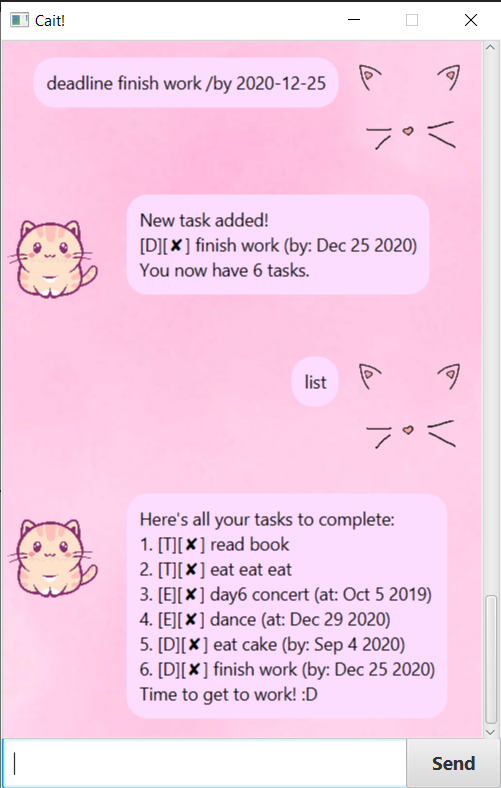 Cait!
deadline finish work /by 2020-12-25
New task added!
[D][✘] finish work (by: Dec 25 2020)
You now have 6 tasks.
list
Here's all your tasks to complete:
1. [T][✘] read book
2. [T][✘] eat eat eat
3. [E][✘] day6 concert (at: Oct 5 2019)
4. [E][✘] dance (at: Dec 29 2020)
5. [D][✘] eat cake (by: Sep 4 2020)
6. [D][✘] finish work (by: Dec 25 2020)
Time to get to work! :D
Send